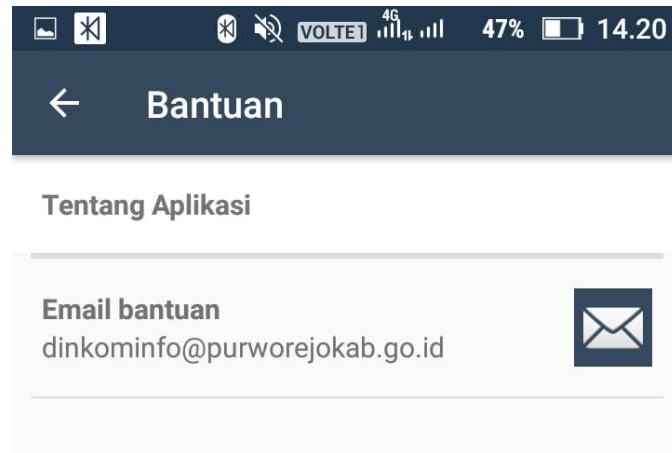 VOLTE1 4G 47% 14.20
Bantuan
Tentang Aplikasi
Email bantuan
dinkominfo@purworejokab.go.id